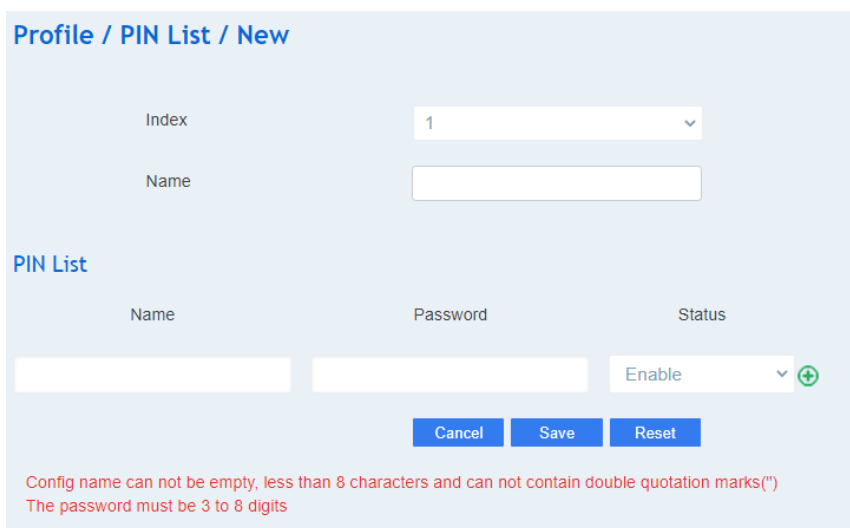 Profile / PIN List / New
Index 1
Name
PIN List
Name Password Status
Enable
Cancel Save Reset
Config name can not be empty, less than 8 characters and can not contain double quotation marks(")
The password must be 3 to 8 digits